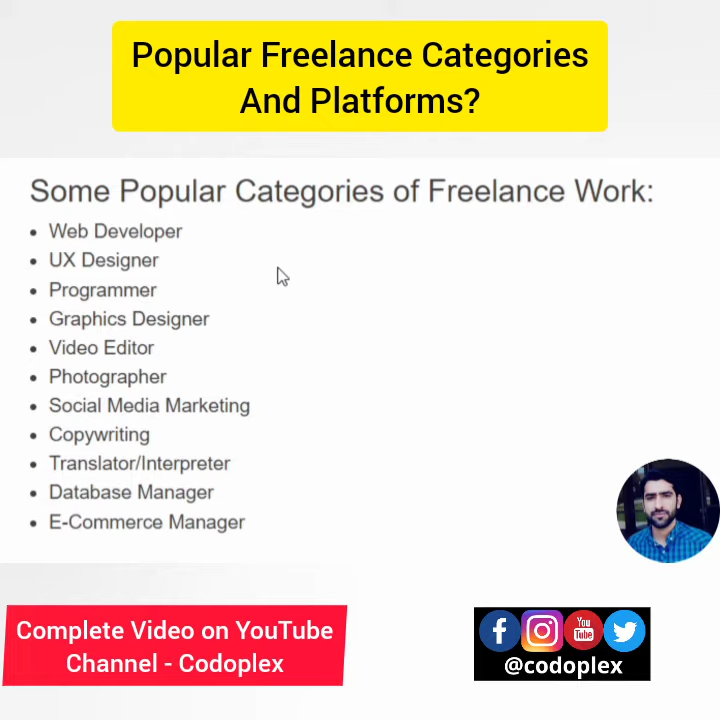 Popular Freelance Categories
And Platforms?
Some Popular Categories of Freelance Work:
• Web Developer
• UX Designer
• Programmer
• Graphics Designer
• Video Editor
• Photographer
• Social Media Marketing
• Copywriting
• Translator/Interpreter
• Database Manager
• E-Commerce Manager
Complete Video on YouTube
Channel - Codoplex
You
Tube
@codoplex